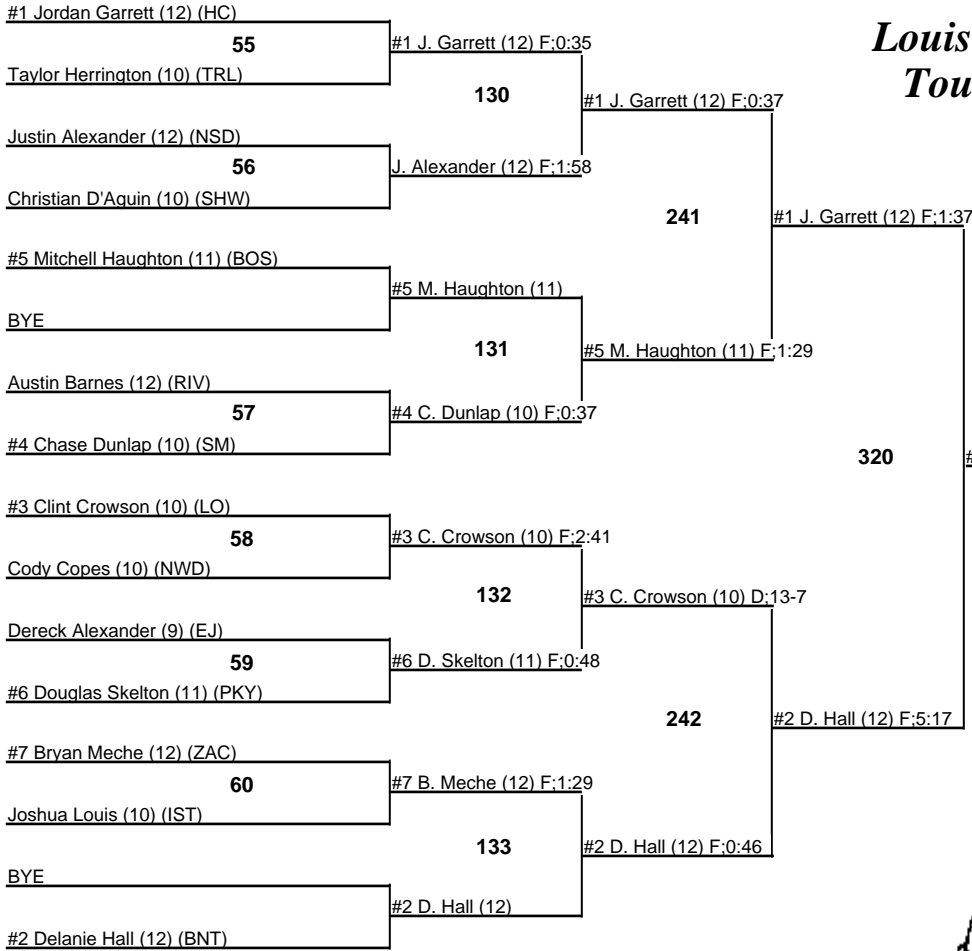 #1 Jordan Garrett (12) (HC)
55
Taylor Herrington (10) (TRL)
Justin Alexander (12) (NSD)
56
Christian D'Aquin (10) (SHW)
#5 Mitchell Haughton (11) (BOS)
BYE
Austin Barnes (12) (RIV)
57
#4 Chase Dunlap (10) (SM)
#3 Clint Crowson (10) (LO)
58
Cody Copes (10) (NWD)
Dereck Alexander (9) (EJ)
59
#6 Douglas Skelton (11) (PKY)
#7 Bryan Meche (12) (ZAC)
60
Joshua Louis (10) (IST)
BYE
#2 Delanie Hall (12) (BNT)
#1 J. Garrett (12) F;0:35
130
J. Alexander (12) F;1:58
#5 M. Haughton (11)
131
#4 C. Dunlap (10) F;0:37
#3 C. Crowson (10) F;2:41
132
#6 D. Skelton (11) F;0:48
#7 B. Meche (12) F;1:29
133
#2 D. Hall (12)
#1 J. Garrett (12) F;0:37
241
#5 M. Haughton (11) F;1:29
#3 C. Crowson (10) D;13-7
242
#2 D. Hall (12) F;0:46
#1 J. Garrett (12) F;1:37
320
#2 D. Hall (12) F;5:17
#
Louis
Tou